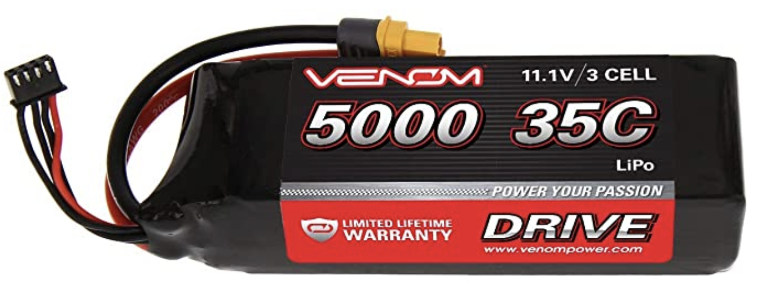 VENOM
11.1V/3 CELL
5000 35C
LiPo
POWER YOUR PASSION
LIMITED LIFETIME
WARRANTY
DRIVE
www.venompower.com